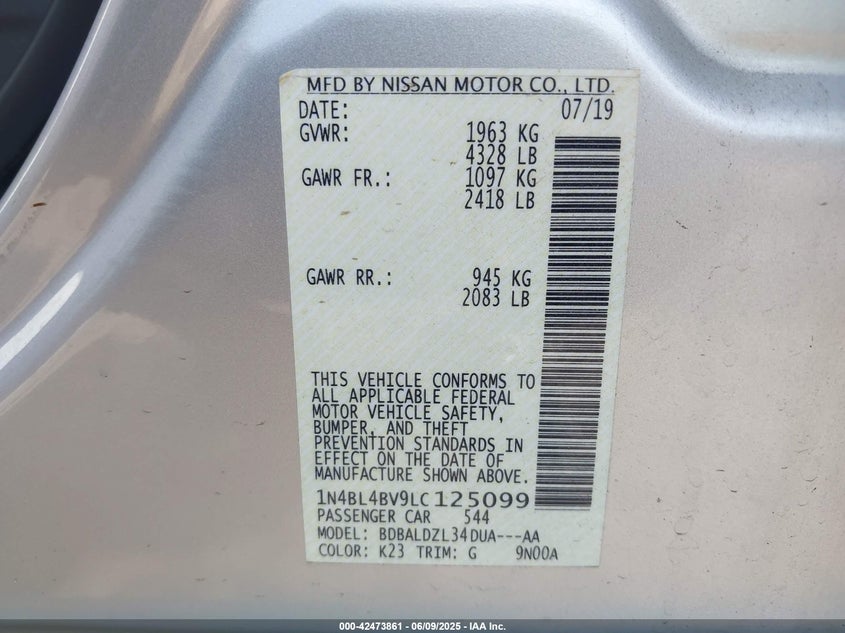 MFD BY NISSAN MOTOR CO., LTD.
DATE: 07/19
GVWR: 1963 KG
4328 LB
GAWR FR.: 1097 KG
2418 LB
GAWR RR.: 945 KG
2083 LB
THIS VEHICLE CONFORMS TO
ALL APPLICABLE FEDERAL
MOTOR VEHICLE SAFETY,
BUMPER, AND THEFT
PREVENTION STANDARDS IN
EFFECT ON THE DATE OF
MANUFACTURE SHOWN ABOVE.
1N4BL4BV9LC125099
PASSENGER CAR 544
MODEL: BDBALDZL34DUA---AA
COLOR: K23 TRIM: G 9N00A
000-42473861 - 06/09/2025 - IAA Inc.